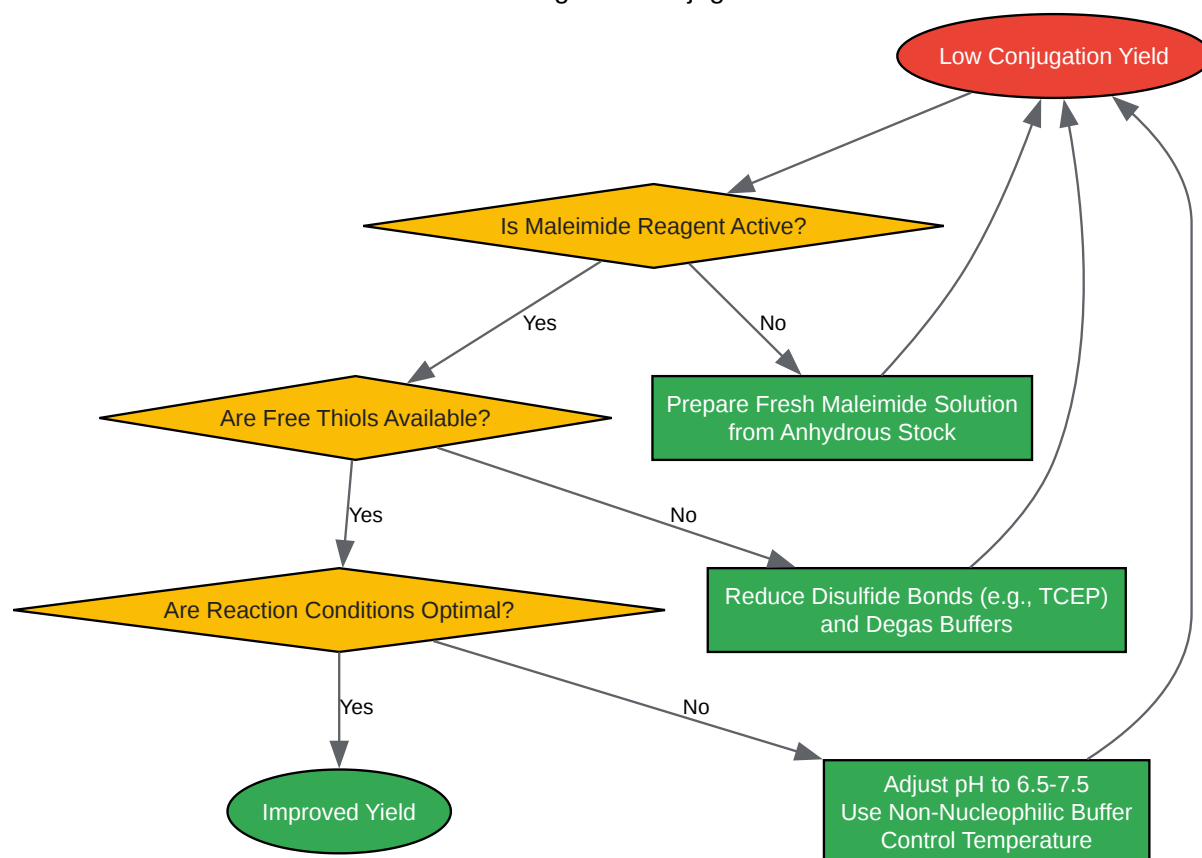 Low Conjugation Yield
Is Maleimide Reagent Active?
Yes
No
Are Free Thiols Available?
Prepare Fresh Maleimide Solution
from Anhydrous Stock
Yes
No
Are Reaction Conditions Optimal?
Reduce Disulfide Bonds (e.g., TCEP)
and Degas Buffers
Yes
No
Improved Yield
Adjust pH to 6.5-7.5
Use Non-Nucleophilic Buffer
Control Temperature